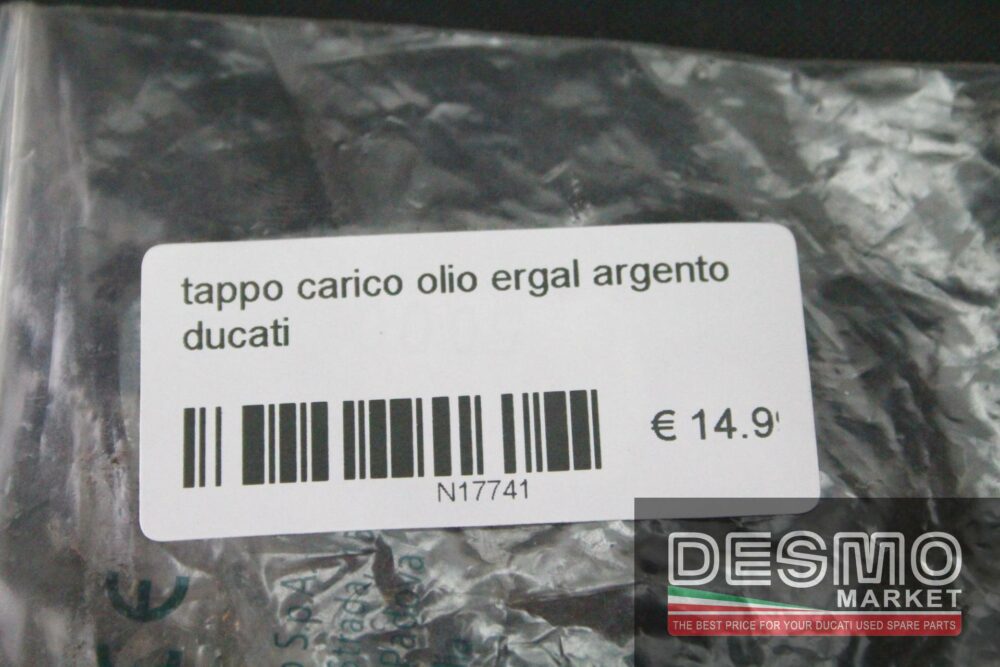 tappo carico olio ergal argento
ducati
€ 14.9
N17741
CE
S.p.A
DESMO
MARKET
THE BEST PRICE FOR YOUR DUCATI USED SPARE PARTS